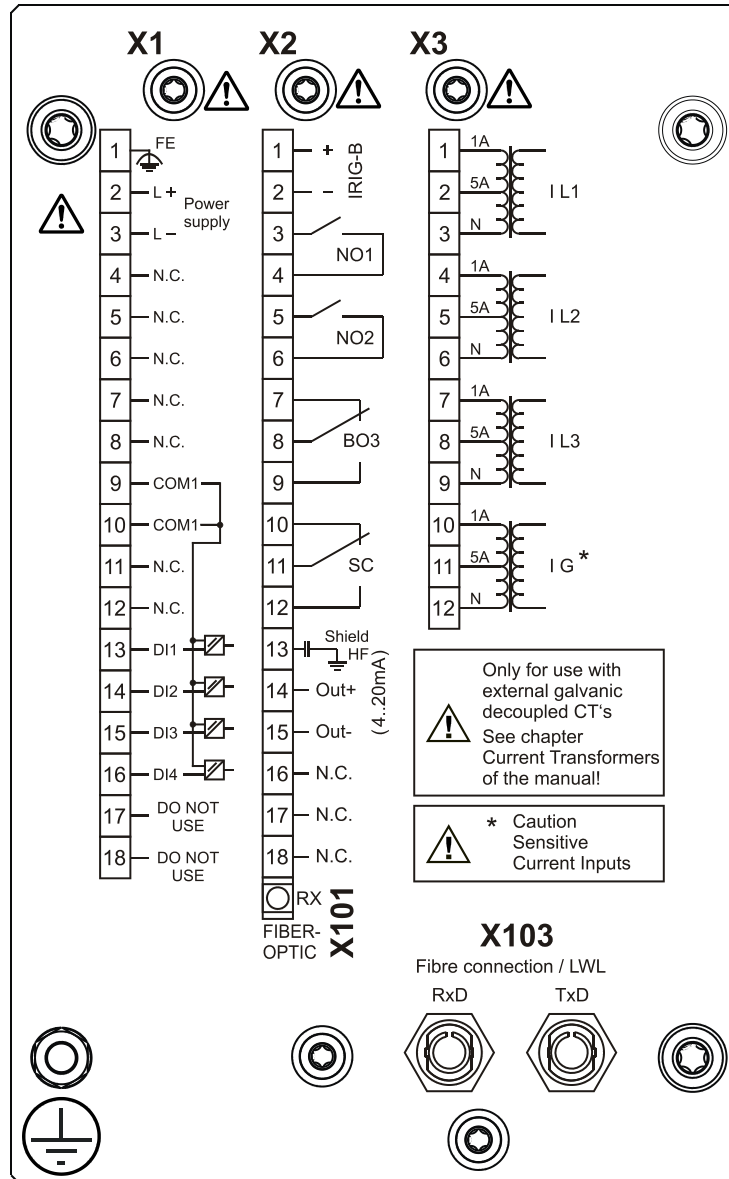 X1
X2
X3
1 FE
2 L+
3 L−
Power
supply
4 N.C.
5 N.C.
6 N.C.
7 N.C.
8 N.C.
9 COM1
10 COM1
11 N.C.
12 N.C.
13 DI1
14 DI2
15 DI3
16 DI4
17 DO NOT
USE
18 DO NOT
USE
1 +
2 −
IRIG-B
3
4
NO1
5
6
NO2
7
8 BO3
9
10
11 SC
12
13 Shield
HF
14 Out+
15 Out-
(4..20mA)
16 N.C.
17 N.C.
18 N.C.
RX
FIBER-
OPTIC
X101
1 1A
2 5A I L1
3 N
4 1A
5 5A I L2
6 N
7 1A
8 5A I L3
9 N
10 1A
11 5A I G*
12 N
Only for use with
external galvanic
decoupled CT‘s
See chapter
Current Transformers
of the manual!
* Caution
Sensitive
Current Inputs
X103
Fibre connection / LWL
RxD TxD